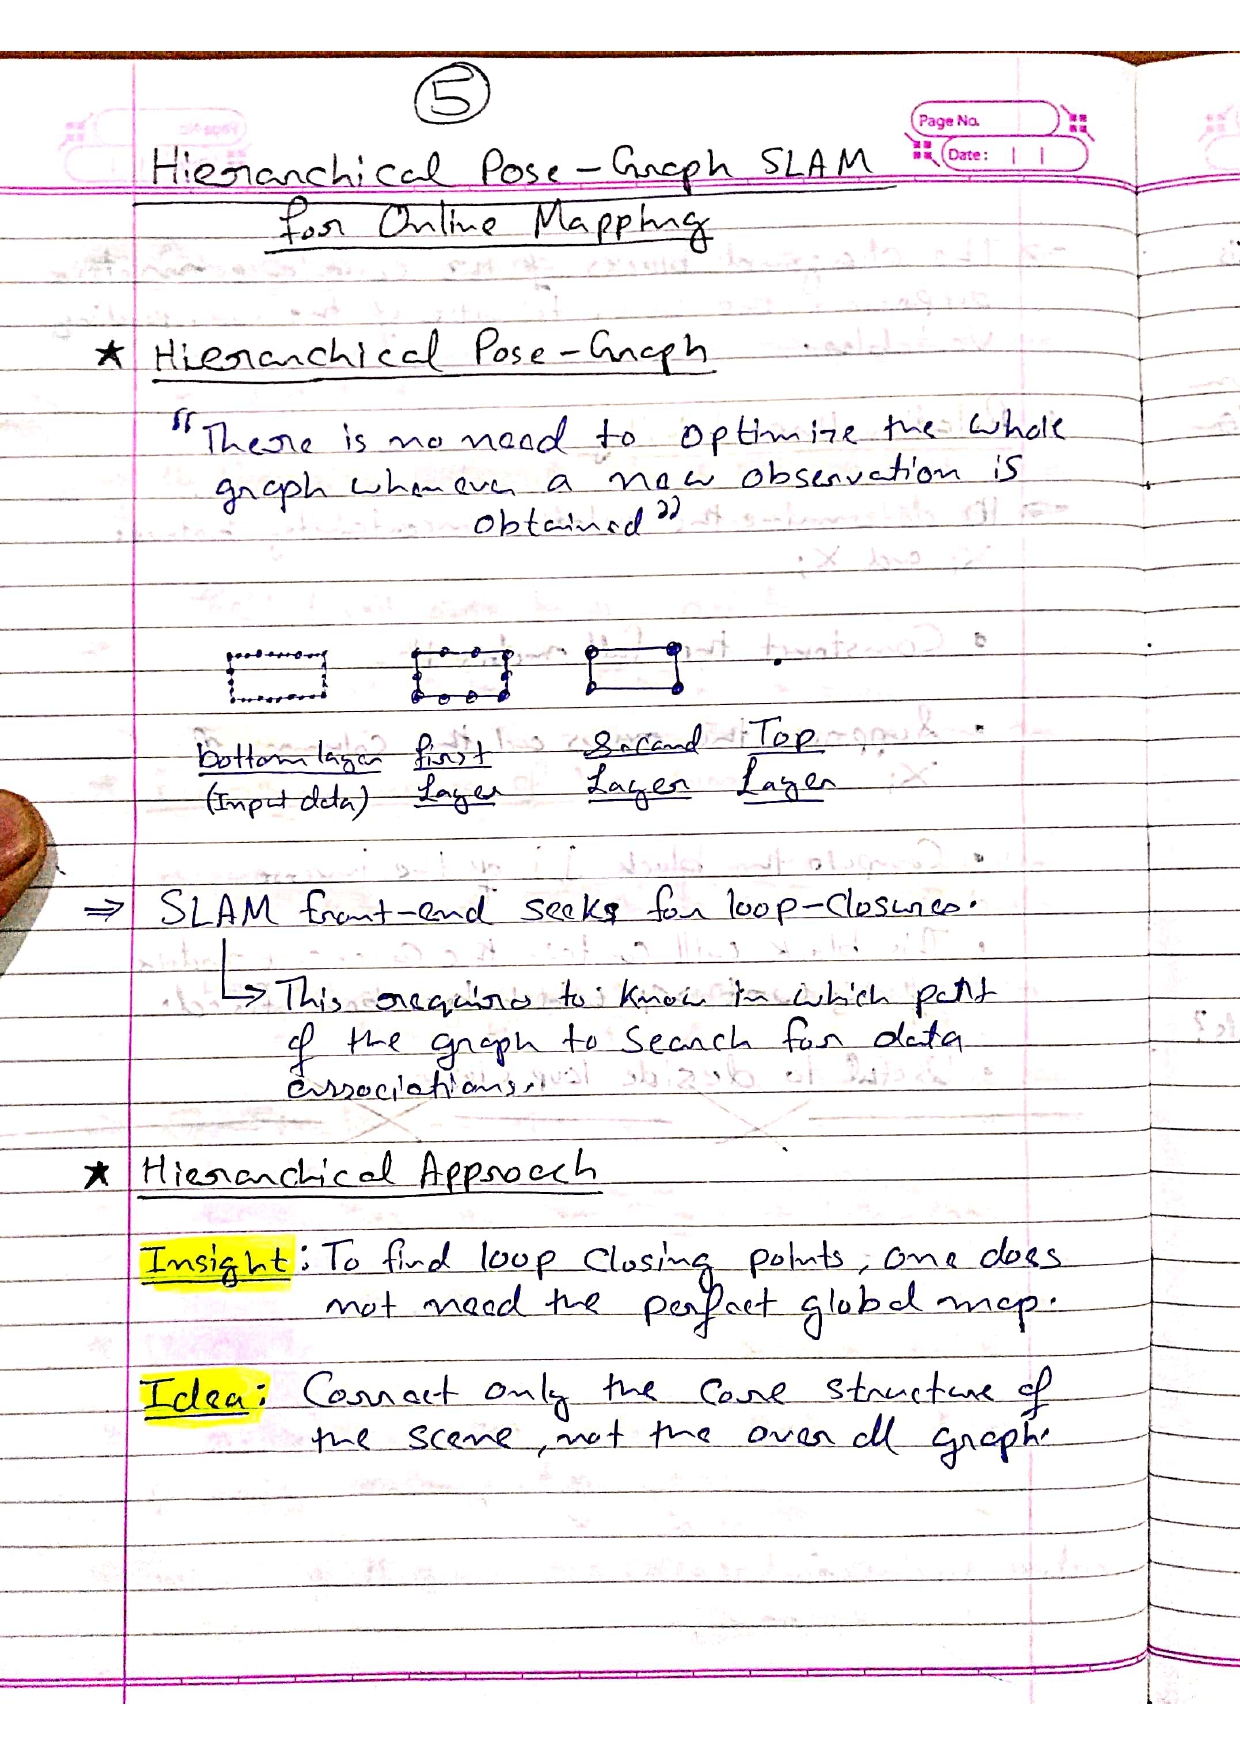 5
Page No.
Date:
Hierarchical Pose-Graph SLAM
for Online Mapping
★ Hierarchical Pose-Graph
"There is no need to optimize the whole
graph whenever a new observation is
obtained"
bottom layer First Second Top
(Input data) Layer Layer Layer
⇒ SLAM front-end seeks for loop-closures.
↳ This requires to know in which part
of the graph to search for data
associations.
★ Hierarchical Approach
Insight: To find loop closing points, one does
not need the perfect global map.
Idea: Correct only the core structure of
the scene, not the over all graph.